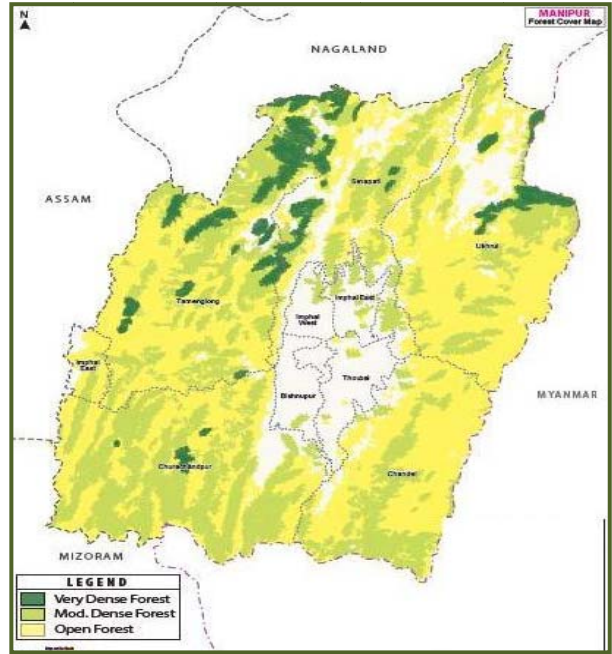 MANIPUR
Forest Cover Map
N
NAGALAND
ASSAM
Senapati
Ukhrul
Tamenglong
Imphal East
Imphal
West
Imphal
East
Thoubal
Bishnupur
MYANMAR
Churachandpur
Chandel
MIZORAM
LEGEND
Very Dense Forest
Mod. Dense Forest
Open Forest